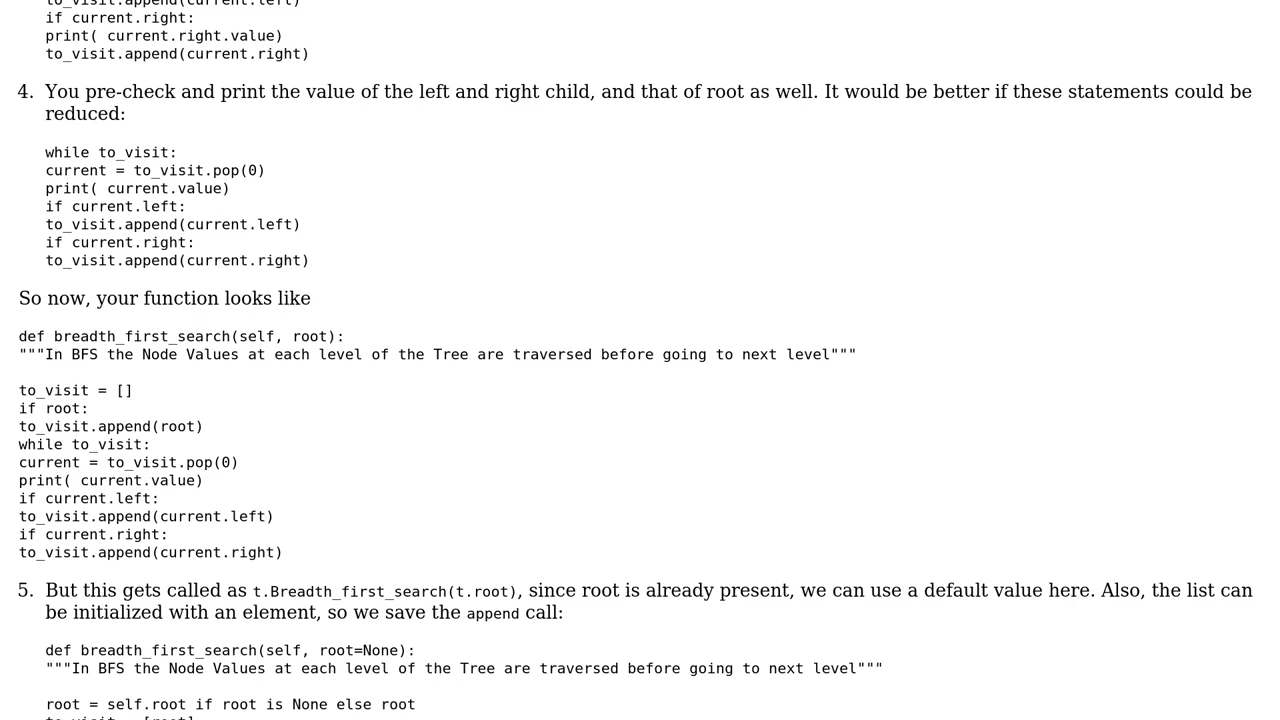 to_visit.append(current.left)
if current.right:
print( current.right.value)
to_visit.append(current.right)
4. You pre-check and print the value of the left and right child, and that of root as well. It would be better if these statements could be
reduced:
while to_visit:
current = to_visit.pop(0)
print( current.value)
if current.left:
to_visit.append(current.left)
if current.right:
to_visit.append(current.right)
So now, your function looks like
def breadth_first_search(self, root):
"""In BFS the Node Values at each level of the Tree are traversed before going to next level"""
to_visit = []
if root:
to_visit.append(root)
while to_visit:
current = to_visit.pop(0)
print( current.value)
if current.left:
to_visit.append(current.left)
if current.right:
to_visit.append(current.right)
5. But this gets called as t.Breadth_first_search(t.root), since root is already present, we can use a default value here. Also, the list can
be initialized with an element, so we save the append call:
def breadth_first_search(self, root=None):
"""In BFS the Node Values at each level of the Tree are traversed before going to next level"""
root = self.root if root is None else root
to_visit = [root]